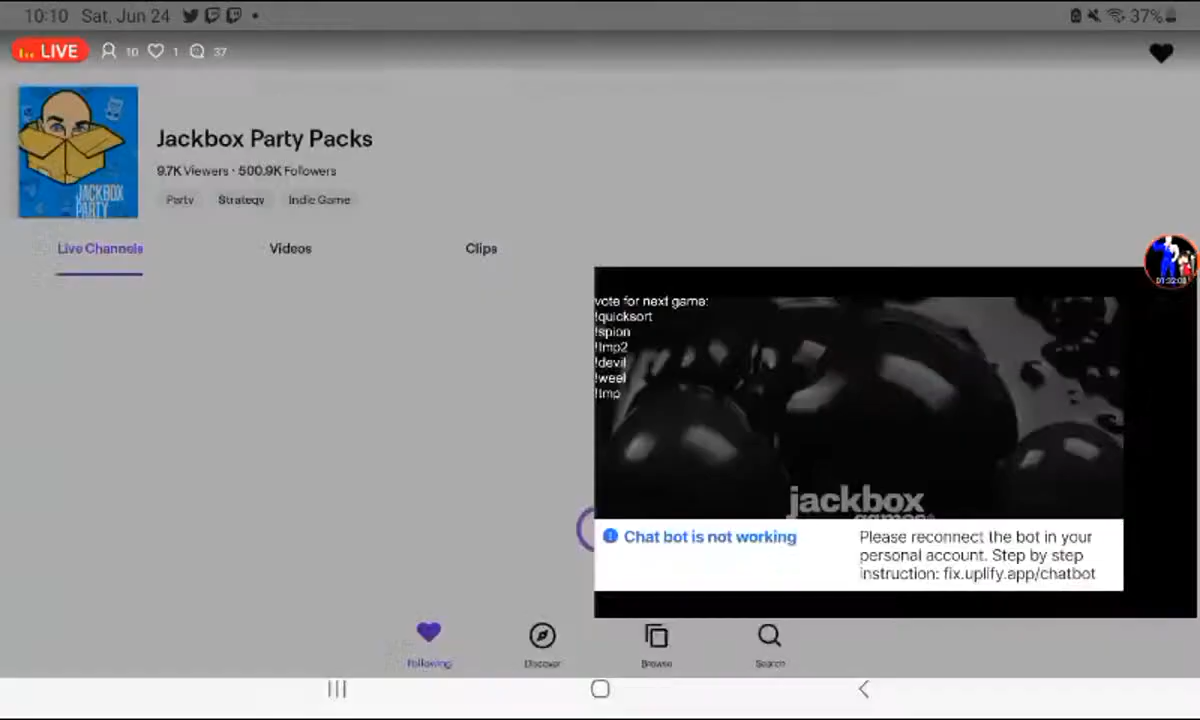 10:10 Sat, Jun 24
37%
LIVE 10 1 37
JACKBOX
PARTY
Jackbox Party Packs
9.7K Viewers · 500.9K Followers
Party Strategy Indie Game
Live Channels Videos Clips
vote for next game:
!quicksort
!spion
!tmp2
!devil
!weel
!tmp
jackbox
games
Chat bot is not working
Please reconnect the bot in your
personal account. Step by step
instruction: fix.uplify.app/chatbot
Following Discover Browse Search